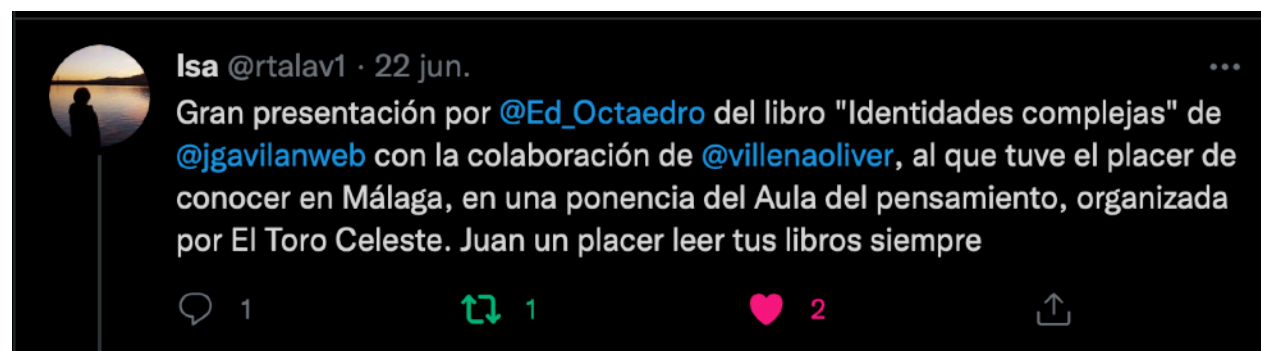 Isa @rtalav1 · 22 jun.
Gran presentación por @Ed_Octaedro del libro "Identidades complejas" de
@jgavilanweb con la colaboración de @villenaoliver, al que tuve el placer de
conocer en Málaga, en una ponencia del Aula del pensamiento, organizada
por El Toro Celeste. Juan un placer leer tus libros siempre
1 1 2